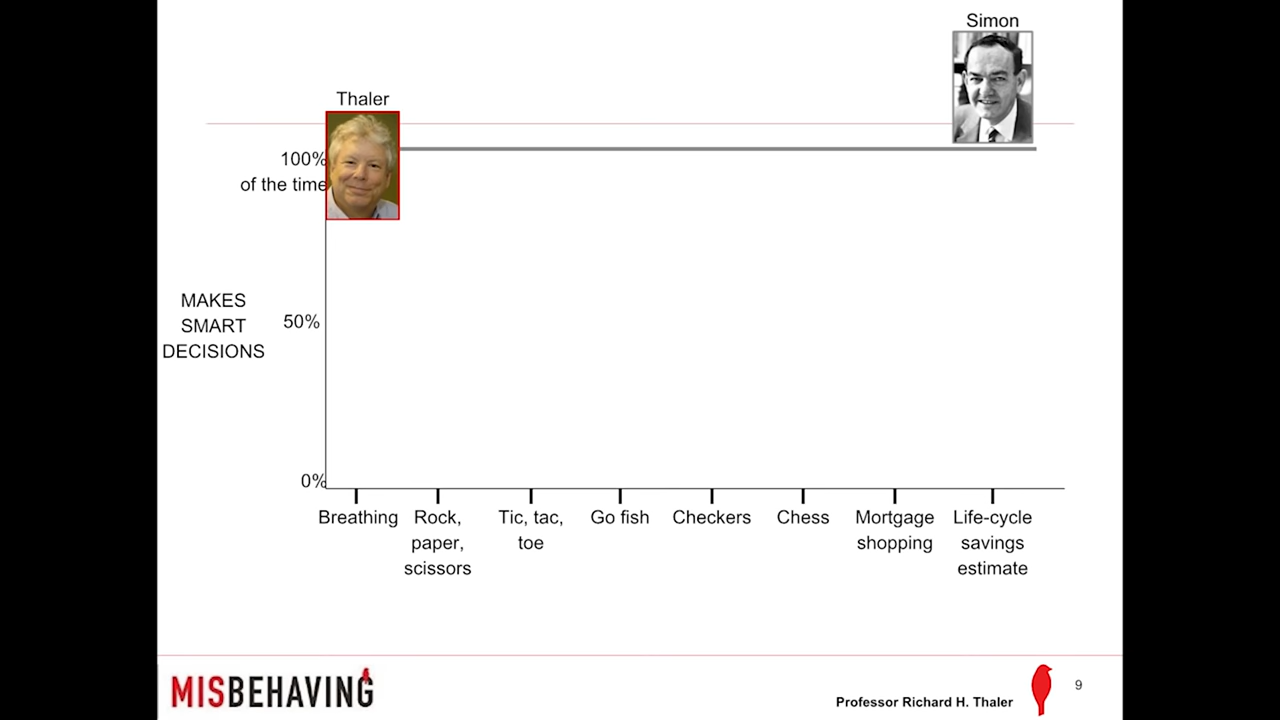 Simon
Thaler
100%
of the time
MAKES
SMART
DECISIONS
50%
0%
Breathing
Rock,
paper,
scissors
Tic, tac,
toe
Go fish
Checkers
Chess
Mortgage
shopping
Life-cycle
savings
estimate
MISBEHAVING
Professor Richard H. Thaler
9